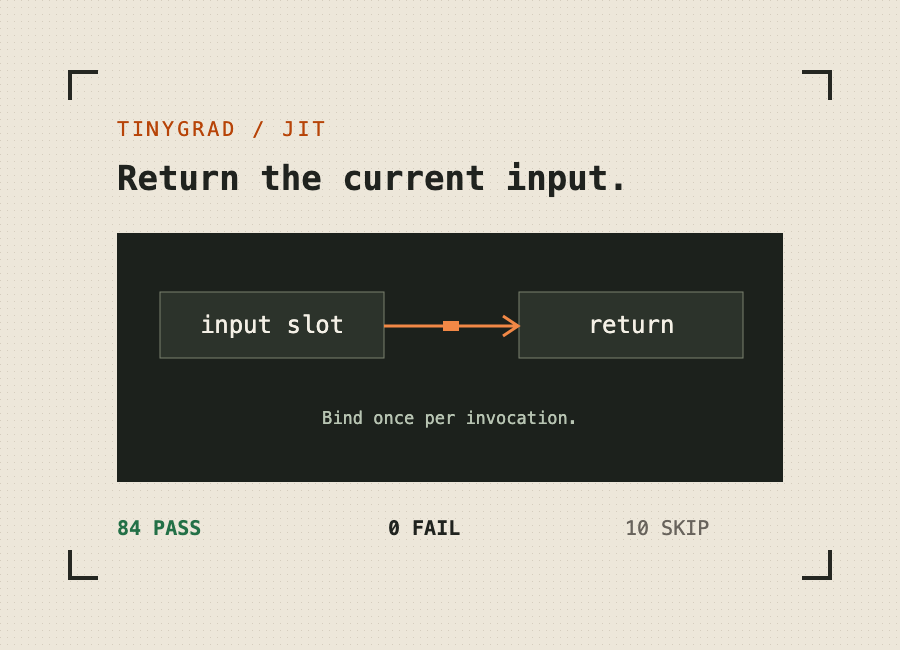 TINYGRAD / JIT
Return the current input.
input slot
return
Bind once per invocation.
84 PASS
0 FAIL
10 SKIP